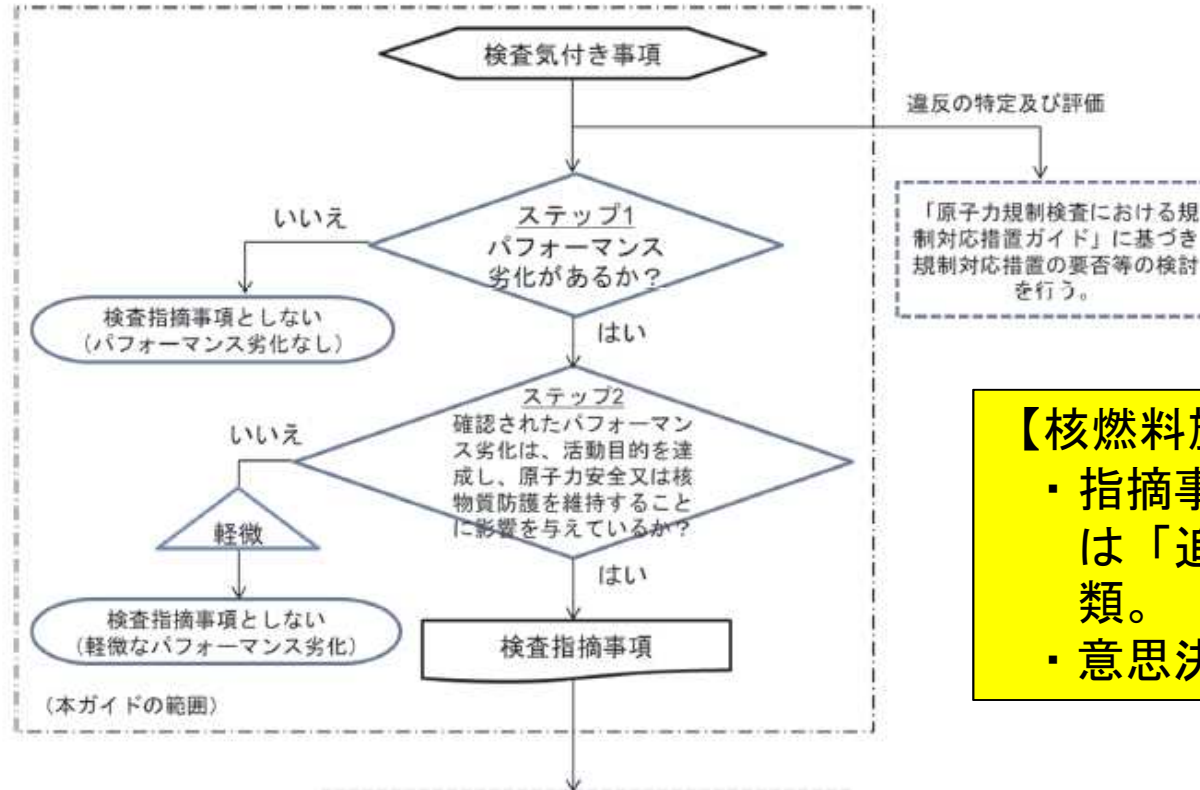 検査気付き事項
違反の特定及び評価
「原子力規制検査における規
制対応措置ガイド」に基づき
規制対応措置の要否等の検討
を行う。
ステップ1
パフォーマンス
劣化があるか？
いいえ
検査指摘事項としない
(パフォーマンス劣化なし)
はい
ステップ2
確認されたパフォーマン
ス劣化は、活動目的を達
成し、原子力安全又は核
物質防護を維持すること
に影響を与えているか？
いいえ
軽微
検査指摘事項としない
(軽微なパフォーマンス劣化)
はい
検査指摘事項
(本ガイドの範囲)
【核燃料
・指摘事
は「追
類。
・意思決